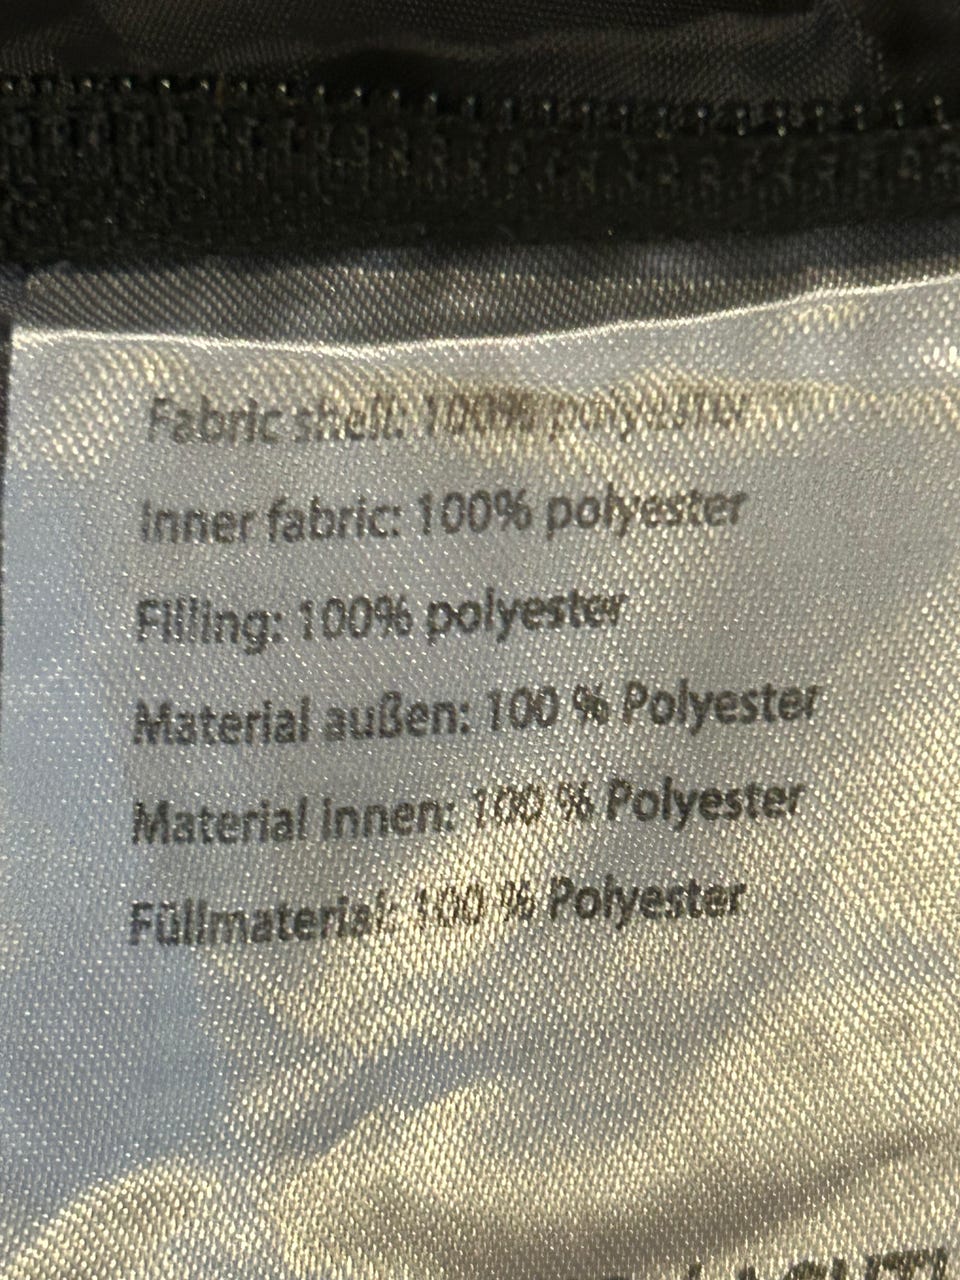 Fabric shell: 100% polyester
Inner fabric: 100% polyester
Filling: 100% polyester
Material außen: 100 % Polyester
Material innen: 100 % Polyester
Füllmaterial: 100 % Polyester